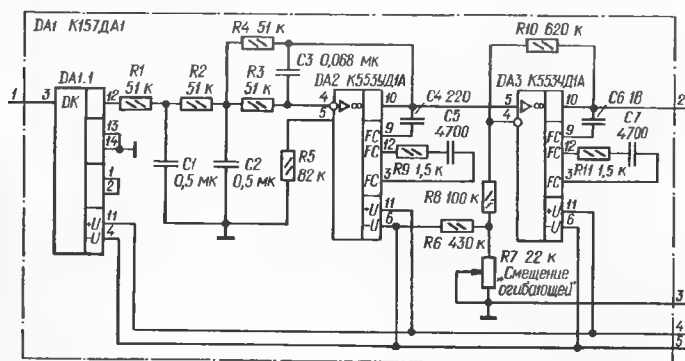 DA1 К157ДА1
R10 620 к
R4 51 к
C3 0,068 мк
DA1.1
R1
51 к
R2
51 к
R3
51 к
DA2 К553УД1А
DA3 К553УД1А
1
3
DK
12
13
14
1
2
11
4
+U
-U
C1
0,5 мк
C2
0,5 мк
R5
82 к
4
5
▷∞
10
FC
9
FC
12
FC
3
+U
11
-U
6
C4 220
C5
4700
R9 1,5 к
R8 100 к
R6 430 к
R7 22 к
„Смещение
огибающей"
5
4
▷∞
10
FC
9
FC
12
FC
3
+U
11
-U
6
C6 18
C7
4700
R11 1,5 к
2
3
4
5